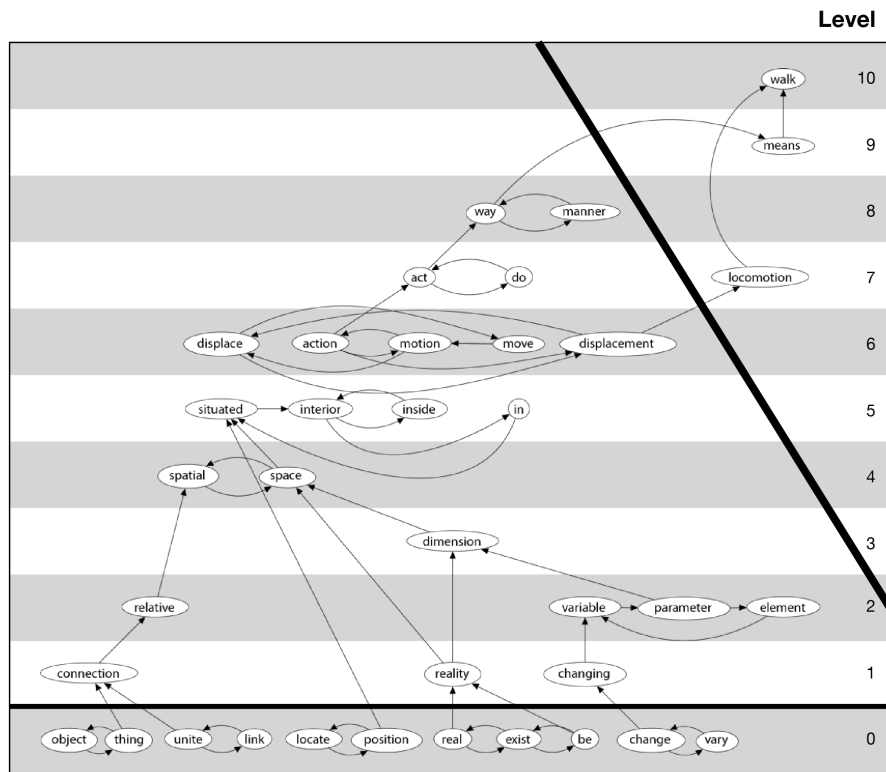 Level
walk 10
means 9
way manner 8
act do 7
locomotion
displace action motion move displacement 6
situated interior inside in 5
spatial space 4
dimension 3
relative variable parameter element 2
connection reality changing 1
object thing unite link locate position real exist be change vary 0